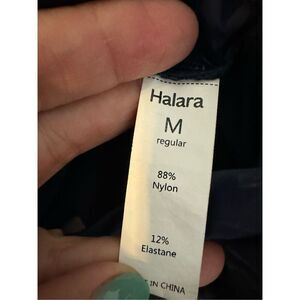 Halara
M
regular
88%
Nylon
12%
Elastane
IN CHINA